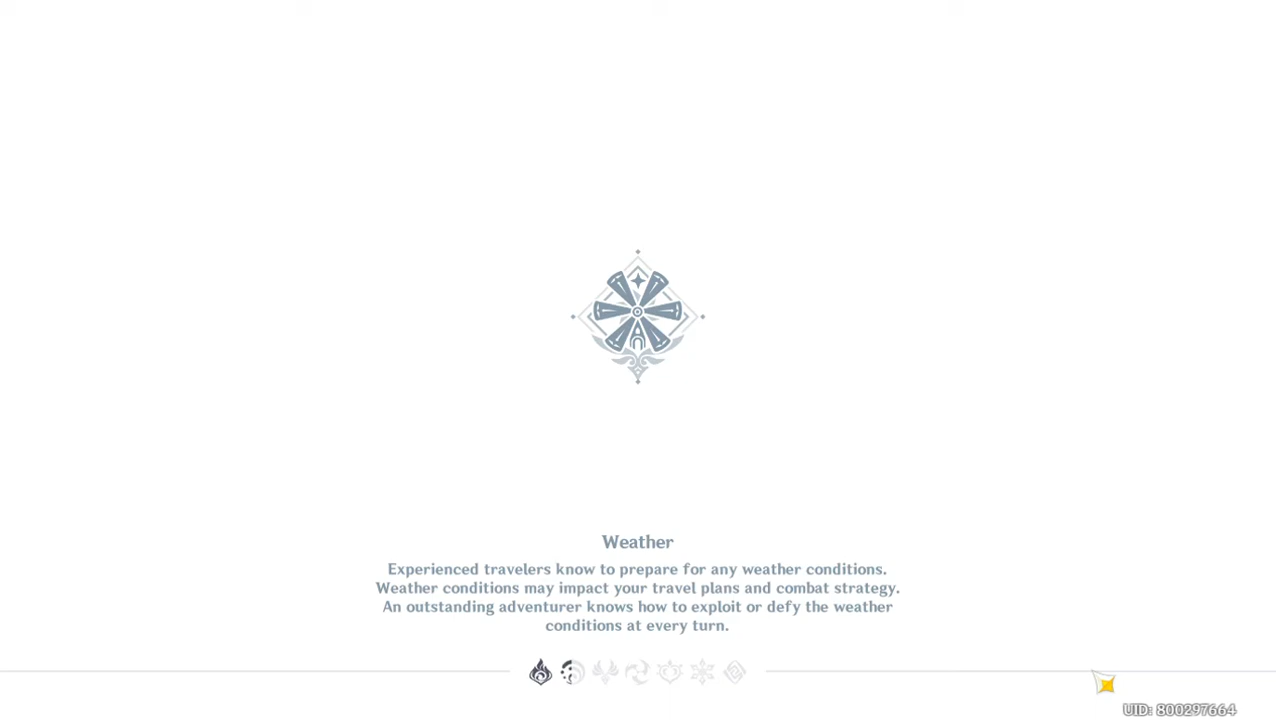 Weather
Experienced travelers know to prepare for any weather conditions.
Weather conditions may impact your travel plans and combat strategy.
An outstanding adventurer knows how to exploit or defy the weather
conditions at every turn.
UID: 800297664